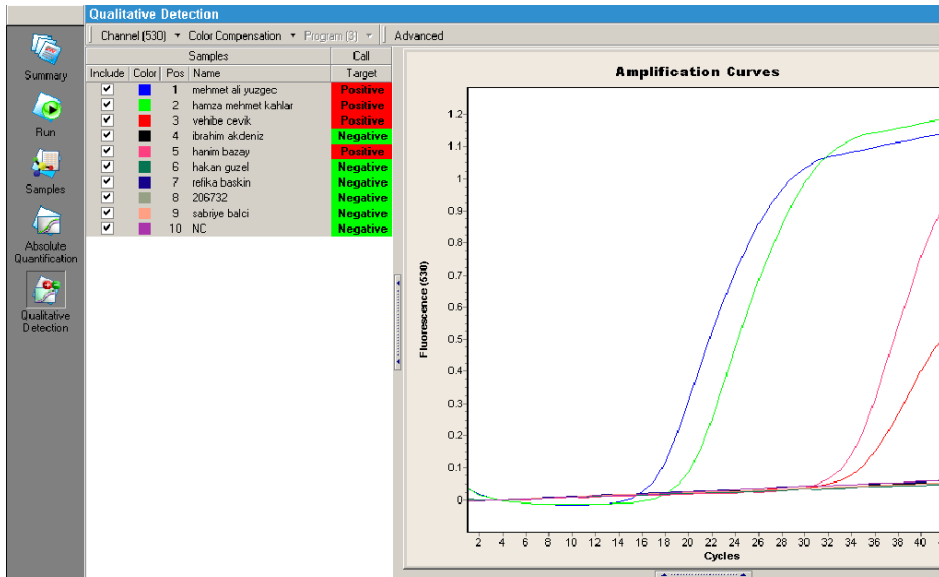 Qualitative Detection
Channel (530) Color Compensation Program (3) Advanced
Summary
Run
Samples
Absolute
Quantification
Qualitative
Detection
Samples Call
Include Color Pos Name Target
1 mehmet ali yuzgec Positive
2 hamza mehmet kahlar Positive
3 vehibe cevik Positive
4 ibrahim akdeniz Negative
5 hanim bazay Positive
6 hakan guzel Negative
7 refika baskin Negative
8 206732 Negative
9 sabriye balci Negative
10 NC Negative
Amplification Curves
Fluorescence (530)
1.2
1.1
1
0.9
0.8
0.7
0.6
0.5
0.4
0.3
0.2
0.1
0
2 4 6 8 10 12 14 16 18 20 22 24 26 28 30 32 34 36 38 40
Cycles